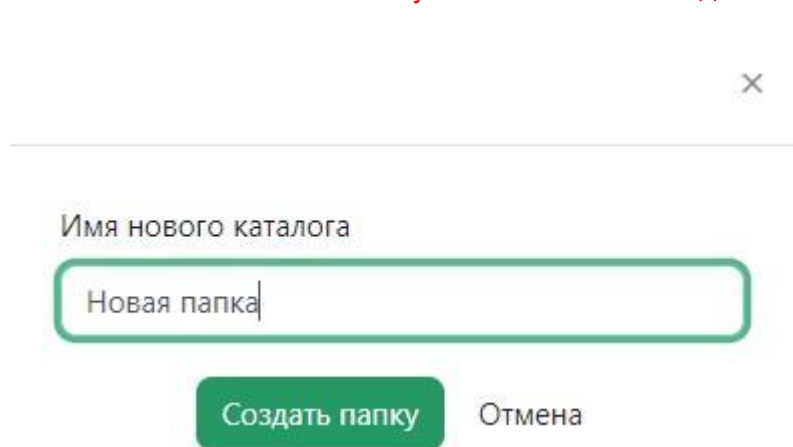 Имя нового каталога
Новая папка
Создать папку Отмена